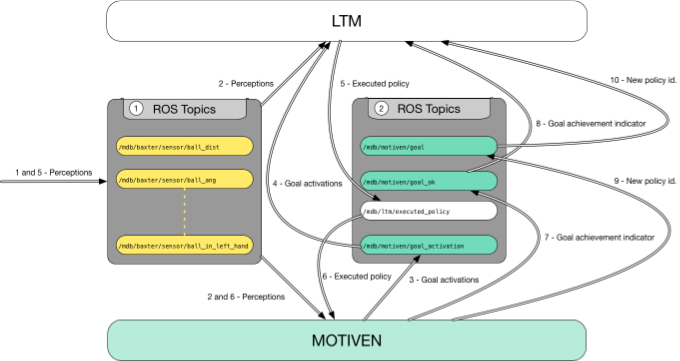 LTM
2 - Perceptions
5 - Executed policy
10 - New policy id.
1 ROS Topics
2 ROS Topics
8 - Goal achievement indicator
/mdb/baxter/sensor/ball_dist
/mdb/motiven/goal
1 and 5 - Perceptions
/mdb/baxter/sensor/ball_ang
4 - Goal activations
/mdb/motiven/goal_ok
9 - New policy id.
/mdb/ltm/executed_policy
/mdb/baxter/sensor/ball_in_left_hand
/mdb/motiven/goal_activation
7 - Goal achievement indicator
6 - Executed policy
3 - Goal activations
2 and 6 - Perceptions
MOTIVEN